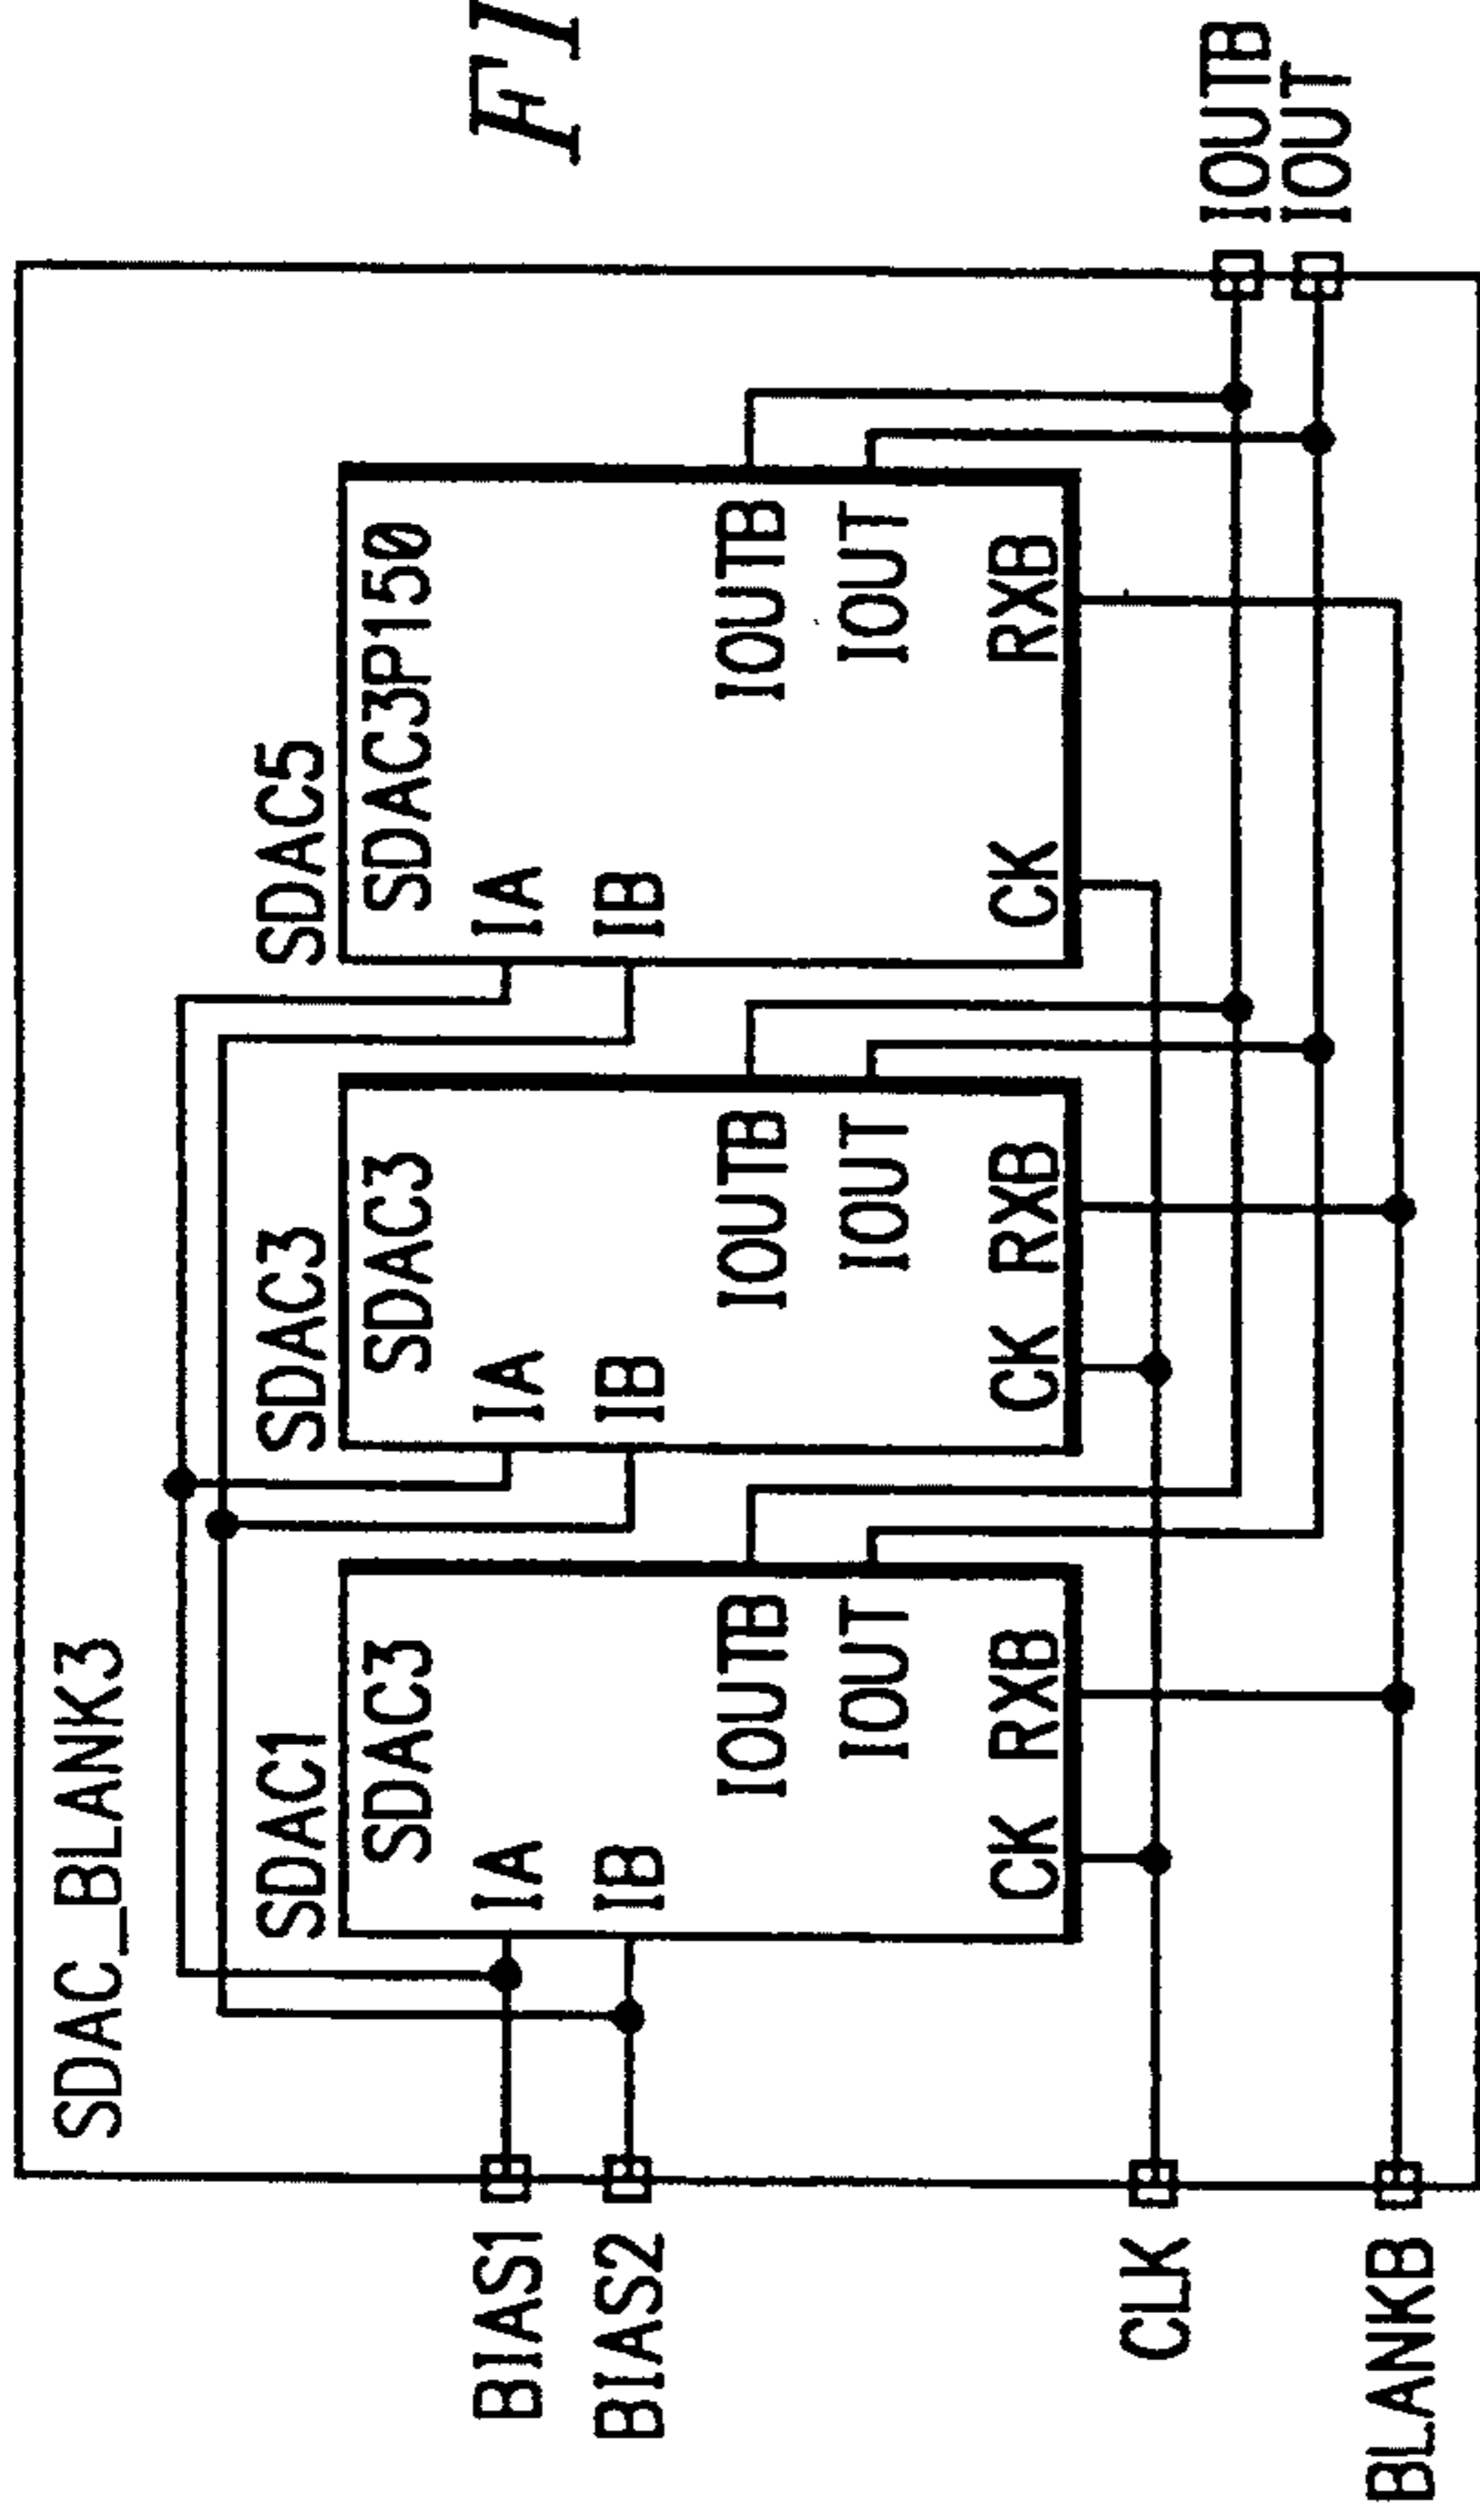 SDAC_BLANK3
SDAC1
SDAC3
IA
IB
IOUTB
IOUT
CK RXB
SDAC3
SDAC3
IA
IB
IOUTB
IOUT
CK RXB
SDAC5
SDAC3P150
IA
IB
IOUTB
IOUT
CK RXB
BIAS1
BIAS2
CLK
BLANKB
IOUTB
IOUT